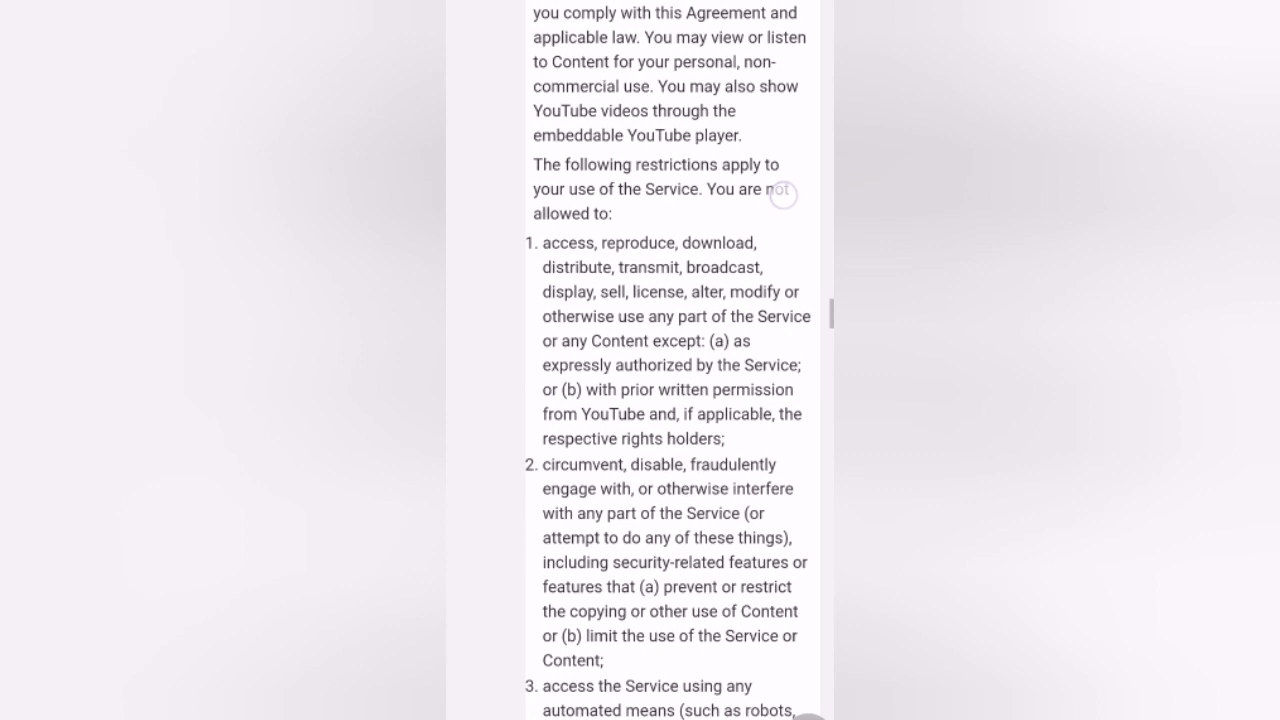 you comply with this Agreement and
applicable law. You may view or listen
to Content for your personal, non-
commercial use. You may also show
YouTube videos through the
embeddable YouTube player.
The following restrictions apply to
your use of the Service. You are not
allowed to:
1. access, reproduce, download,
distribute, transmit, broadcast,
display, sell, license, alter, modify or
otherwise use any part of the Service
or any Content except: (a) as
expressly authorized by the Service;
or (b) with prior written permission
from YouTube and, if applicable, the
respective rights holders;
2. circumvent, disable, fraudulently
engage with, or otherwise interfere
with any part of the Service (or
attempt to do any of these things),
including security-related features or
features that (a) prevent or restrict
the copying or other use of Content
or (b) limit the use of the Service or
Content;
3. access the Service using any
automated means (such as robots,